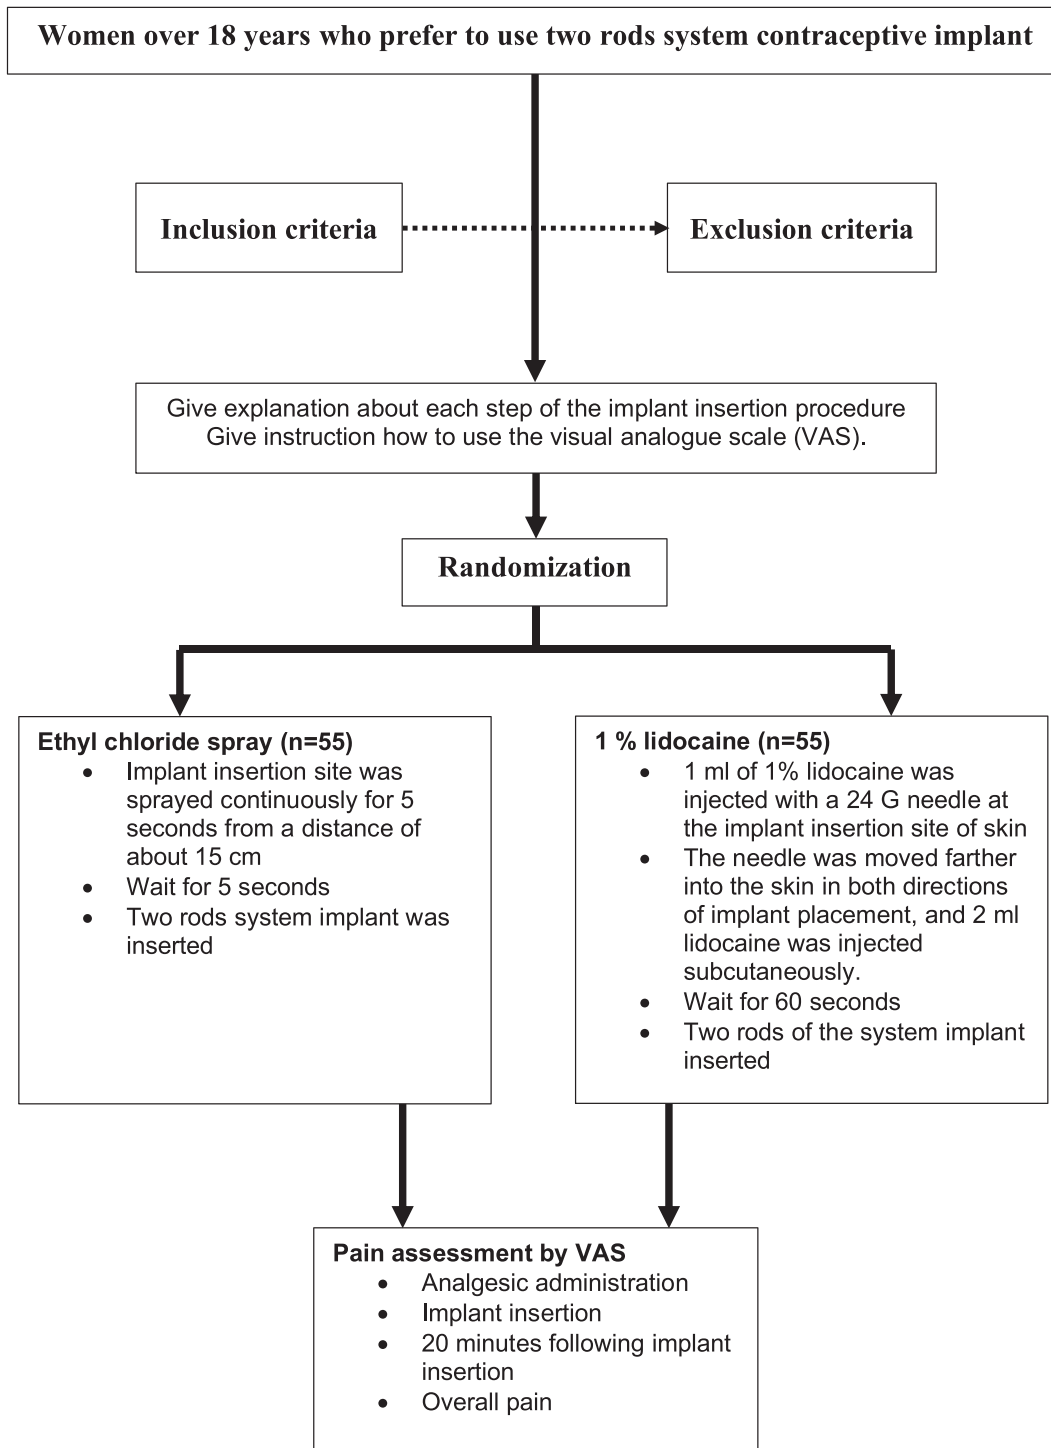 Women over 18 years who prefer to use two rods system contraceptive implant
Inclusion criteria
Exclusion criteria
Give explanation about each step of the implant insertion procedure
Give instruction how to use the visual analogue scale (VAS).
Randomization
Ethyl chloride spray (n=55)
• Implant insertion site was
sprayed continuously for 5
seconds from a distance of
about 15 cm
• Wait for 5 seconds
• Two rods system implant was
inserted
1 % lidocaine (n=55)
• 1 ml of 1% lidocaine was
injected with a 24 G needle at
the implant insertion site of skin
• The needle was moved farther
into the skin in both directions
of implant placement, and 2 ml
lidocaine was injected
subcutaneously.
• Wait for 60 seconds
• Two rods of the system implant
inserted
Pain assessment by VAS
• Analgesic administration
• Implant insertion
• 20 minutes following implant
insertion
• Overall pain